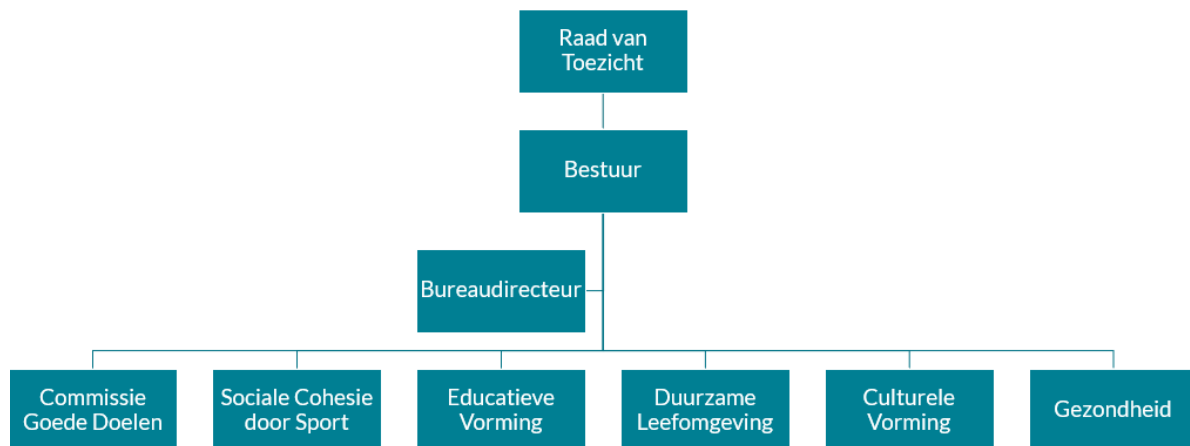 Raad van
Toezicht
Bestuur
Bureaudirecteur
Commissie
Goede Doelen
Sociale Cohesie
door Sport
Educatieve
Vorming
Duurzame
Leefomgeving
Culturele
Vorming
Gezondheid